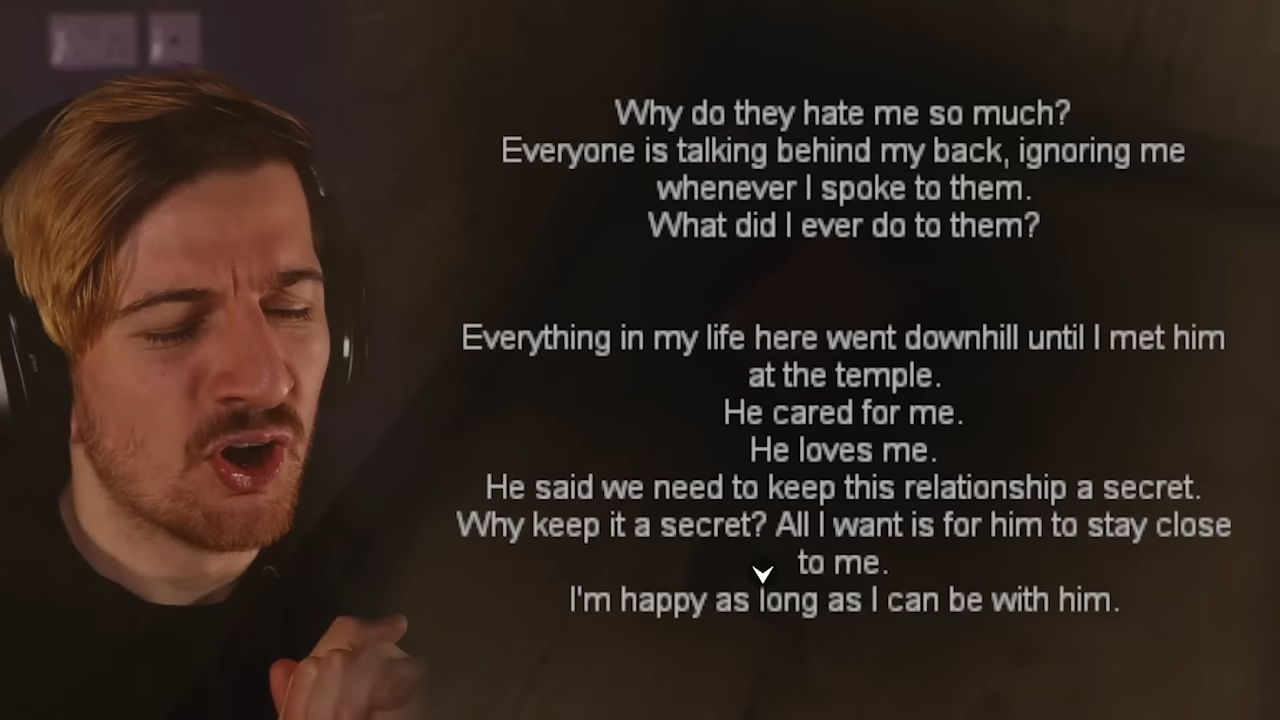 Why do they hate me so much?
Everyone is talking behind my back, ignoring me
whenever I spoke to them.
What did I ever do to them?
Everything in my life here went downhill until I met him
at the temple.
He cared for me.
He loves me.
He said we need to keep this relationship a secret.
Why keep it a secret? All I want is for him to stay close
to me.
I'm happy as long as I can be with him.